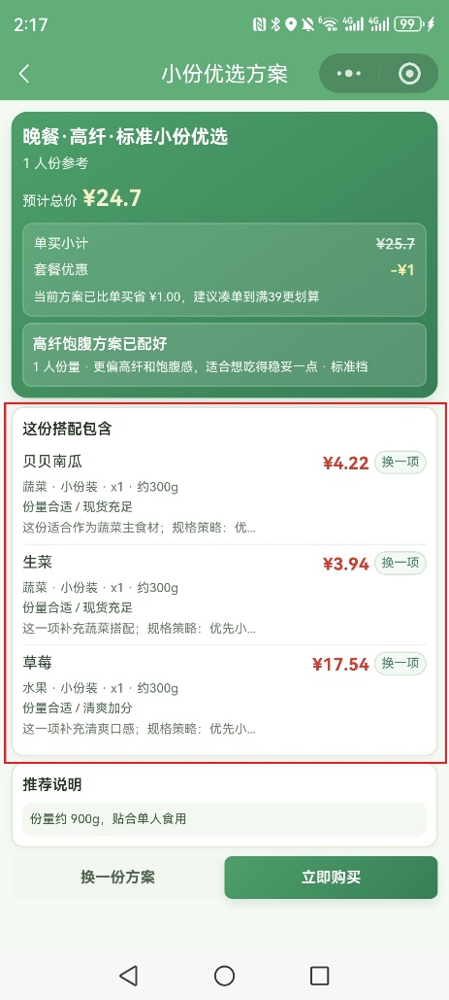 2:17
6 4G 4G 99
小份优选方案
晚餐·高纤·标准小份优选
1 人份参考
预计总价 ¥24.7
单买小计 ¥25.7
套餐优惠 -¥1
当前方案已比单买省 ¥1.00，建议凑单到满39更划算
高纤饱腹方案已配好
1 人份量 · 更偏高纤和饱腹感，适合想吃得稳妥一点 · 标准档
这份搭配包含
贝贝南瓜 ¥4.22 换一项
蔬菜 · 小份装 · x1 · 约300g
份量合适 / 现货充足
这份适合作为蔬菜主食材；规格策略：优...
生菜 ¥3.94 换一项
蔬菜 · 小份装 · x1 · 约300g
份量合适 / 现货充足
这一项补充蔬菜搭配；规格策略：优先小...
草莓 ¥17.54 换一项
水果 · 小份装 · x1 · 约300g
份量合适 / 清爽加分
这一项补充清爽口感；规格策略：优先小...
推荐说明
份量约 900g，贴合单人食用
换一份方案 立即购买